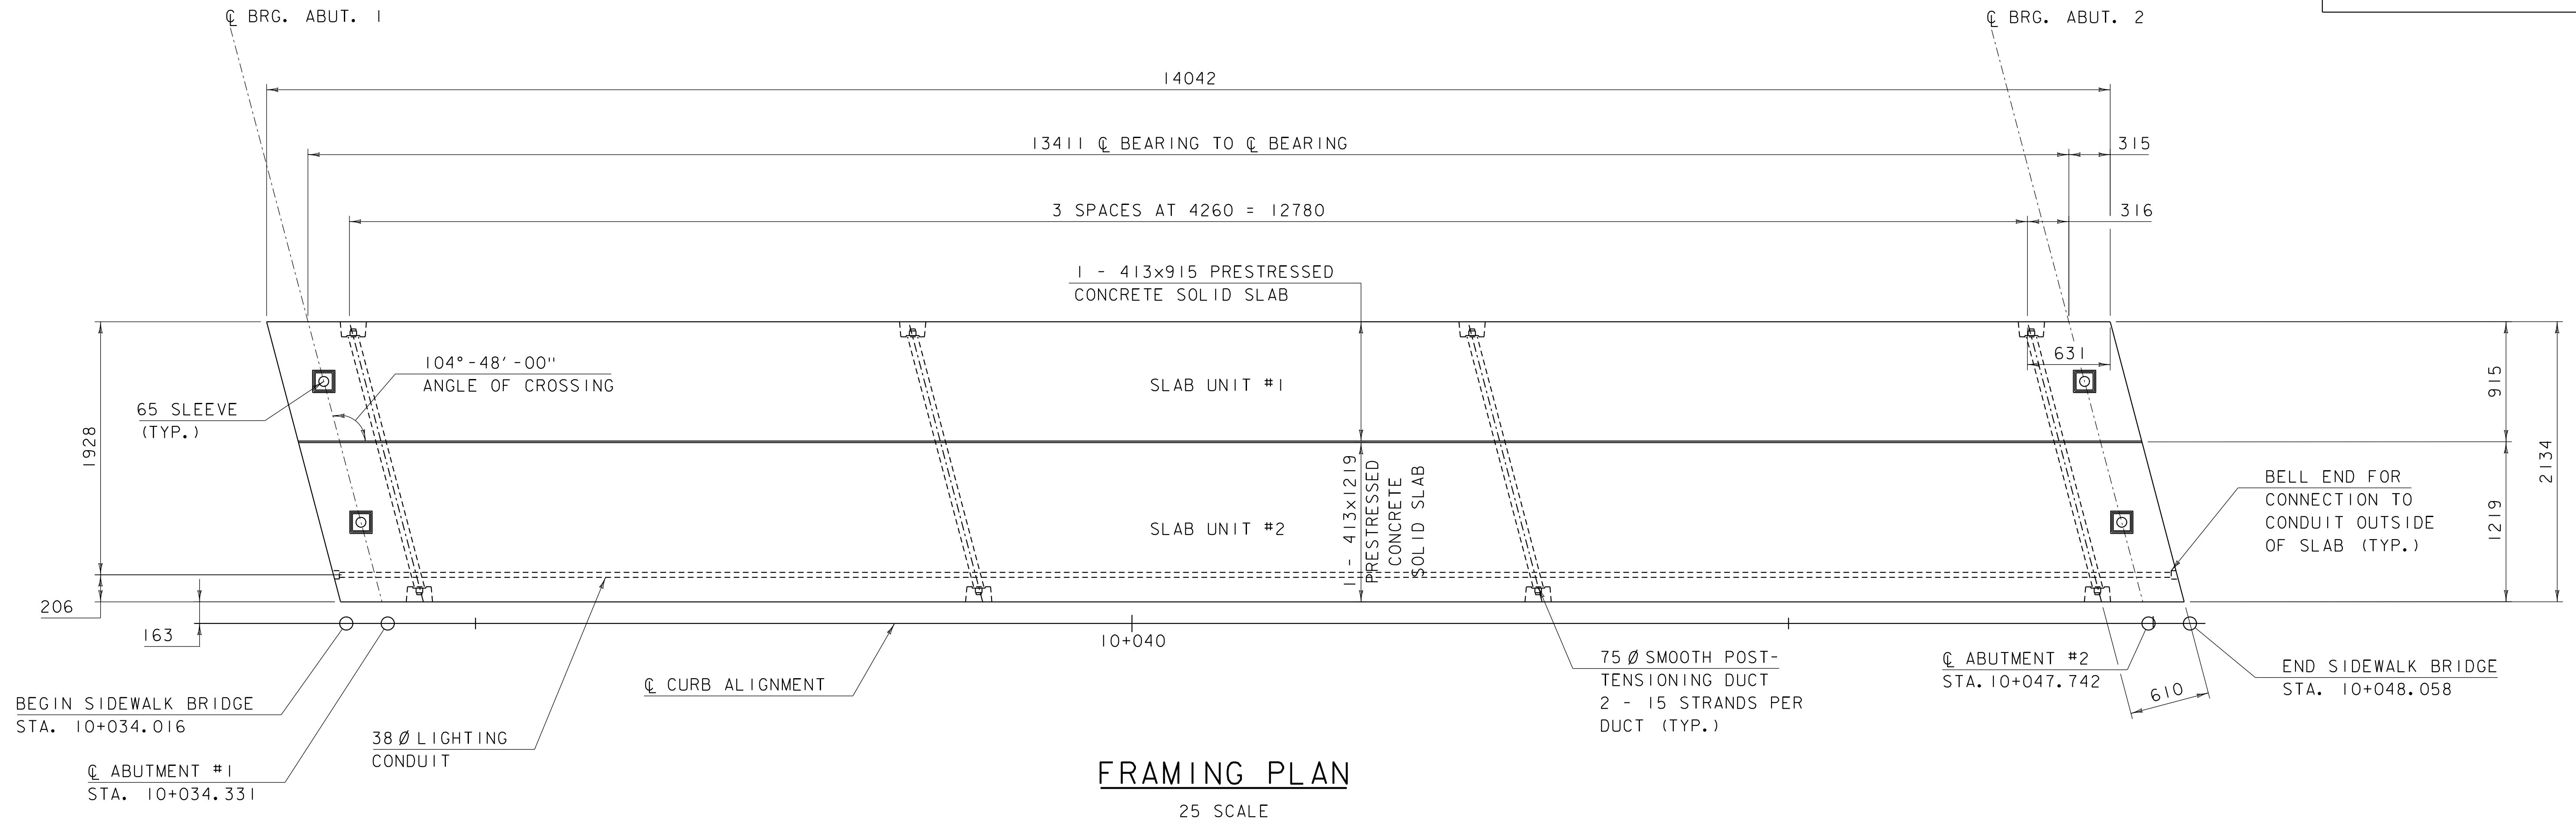 ℄ BRG. ABUT. 1
℄ BRG. ABUT. 2
14042
13411 ℄ BEARING TO ℄ BEARING
315
3 SPACES AT 4260 = 12780
316
1 - 413x915 PRESTRESSED
CONCRETE SOLID SLAB
104°-48'-00"
ANGLE OF CROSSING
631
65 SLEEVE
(TYP.)
SLAB UNIT #1
915
1928
2134
1 - 413x1219
PRESTRESSED
CONCRETE
SOLID SLAB
BELL END FOR
CONNECTION TO
CONDUIT OUTSIDE
OF SLAB (TYP.)
SLAB UNIT #2
1219
206
163
10+040
75 Ø SMOOTH POST-
TENSIONING DUCT
2 - 15 STRANDS PER
DUCT (TYP.)
℄ ABUTMENT #2
STA.10+047.742
END SIDEWALK BRIDGE
STA. 10+048.058
610
℄ CURB ALIGNMENT
BEGIN SIDEWALK BRIDGE
STA. 10+034.016
38 Ø LIGHTING
CONDUIT
℄ ABUTMENT #1
STA. 10+034.331
FRAMING PLAN
25 SCALE